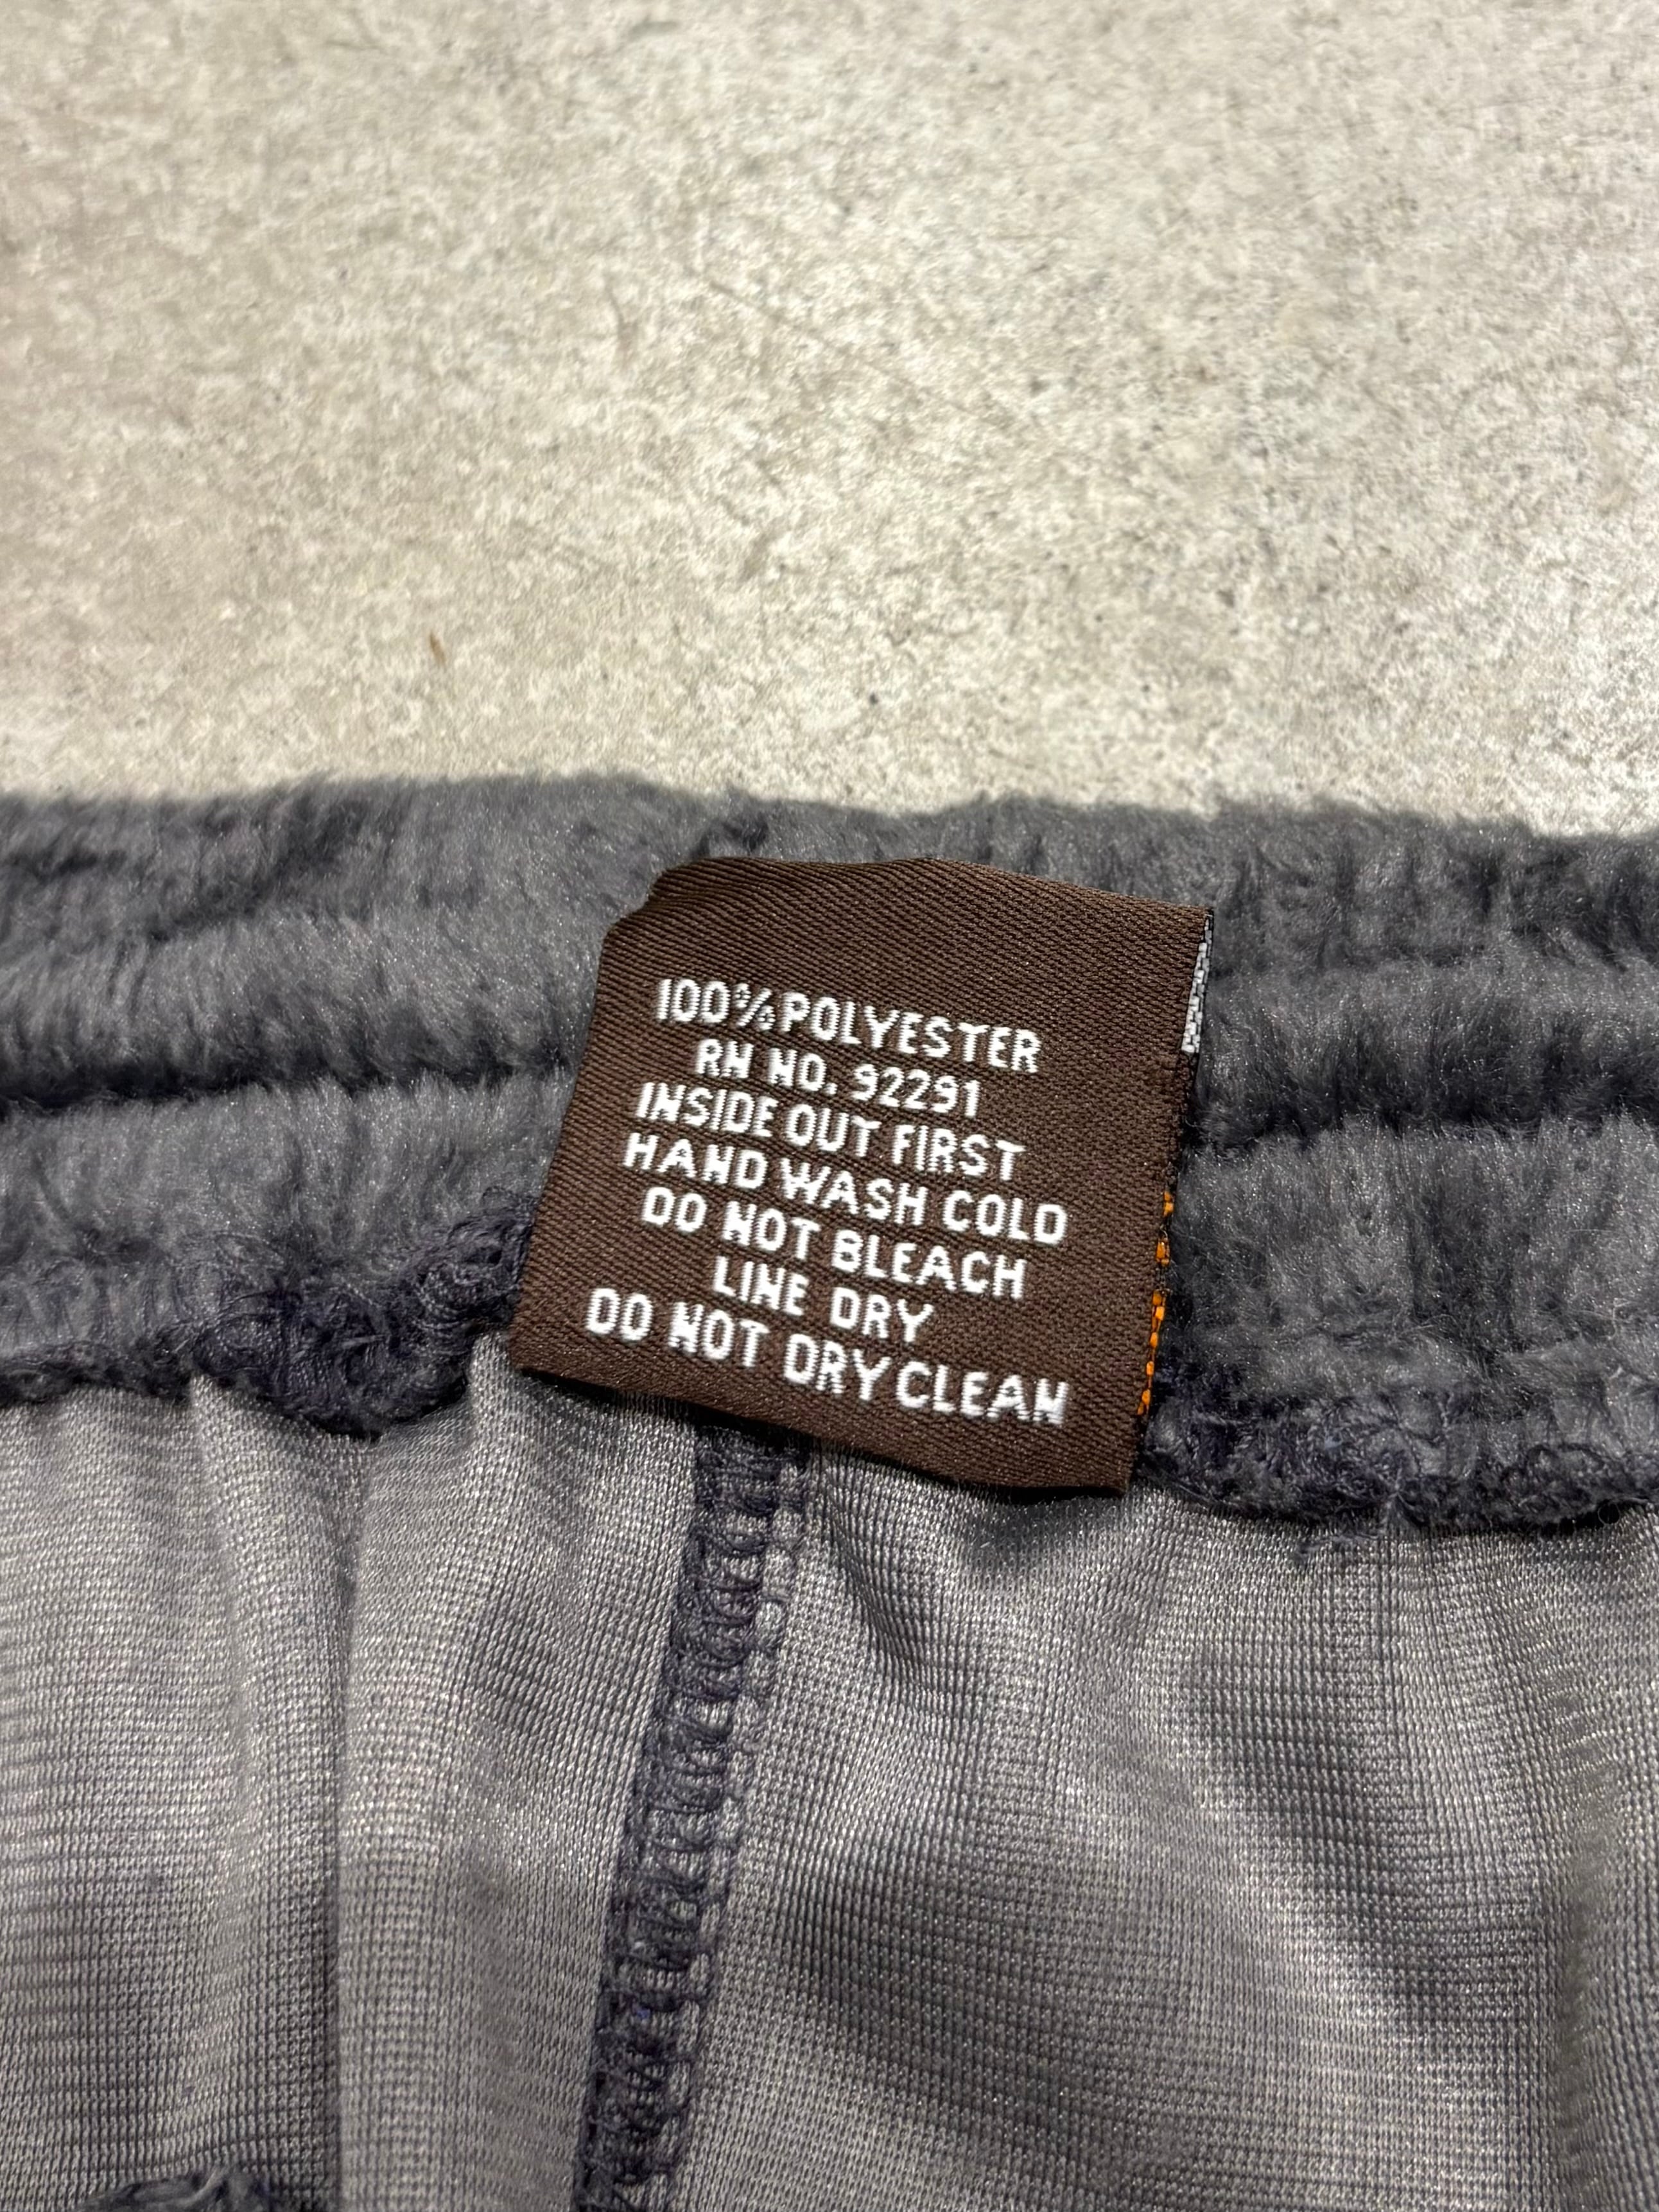 100% POLYESTER
RN NO. 92291
INSIDE OUT FIRST
HAND WASH COLD
DO NOT BLEACH
LINE DRY
DO NOT DRY CLEAN